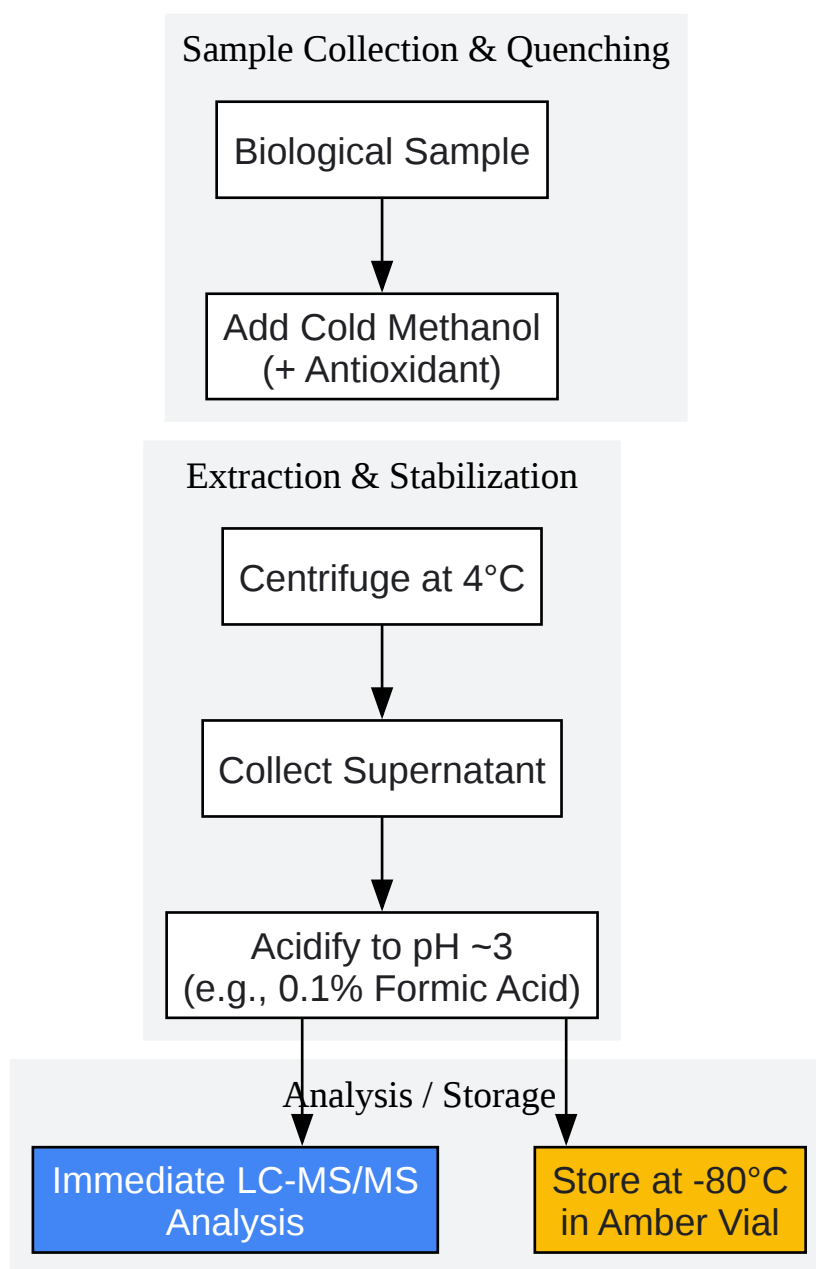 Sample Collection & Quenching
Biological Sample
Add Cold Methanol
(+ Antioxidant)
Extraction & Stabilization
Centrifuge at 4°C
Collect Supernatant
Acidify to pH ~3
(e.g., 0.1% Formic Acid)
Analysis / Storage
Immediate LC-MS/MS
Analysis
Store at -80°C
in Amber Vial